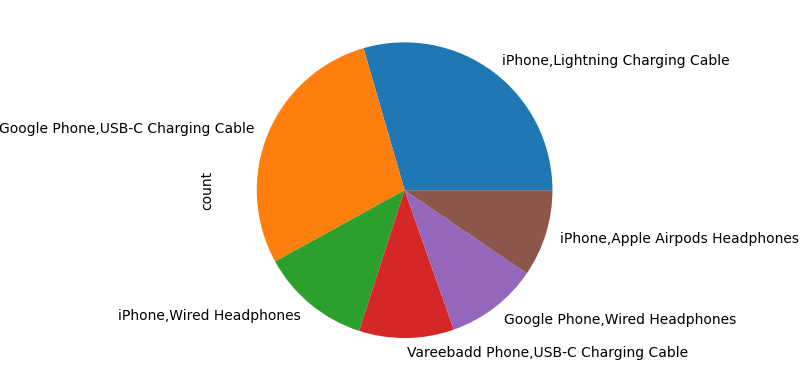 iPhone,Lightning Charging Cable
Google Phone,USB-C Charging Cable
count
iPhone,Apple Airpods Headphones
iPhone,Wired Headphones
Google Phone,Wired Headphones
Vareebadd Phone,USB-C Charging Cable